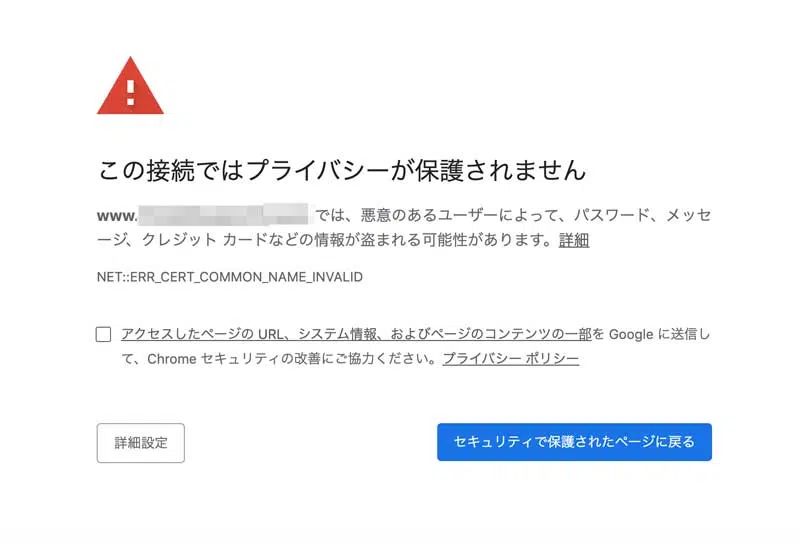 この接続ではプライバシーが保護されません
www. では、悪意のあるユーザーによって、パスワード、メッセ
ージ、クレジット カードなどの情報が盗まれる可能性があります。詳細
NET::ERR_CERT_COMMON_NAME_INVALID
アクセスしたページの URL、システム情報、およびページのコンテンツの一部を Google に送信し
て、Chrome セキュリティの改善にご協力ください。プライバシー ポリシー
詳細設定
セキュリティで保護されたページに戻る